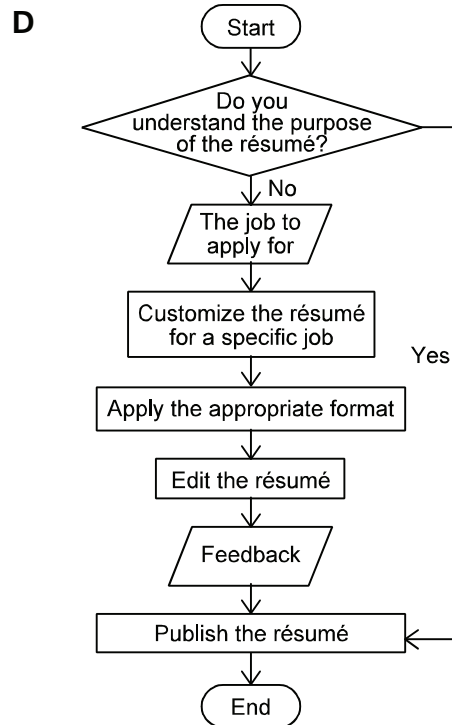 D
Start
Do you
understand the purpose
of the résumé?
No
The job to
apply for
Customize the résumé
for a specific job
Yes
Apply the appropriate format
Edit the résumé
Feedback
Publish the résumé
End